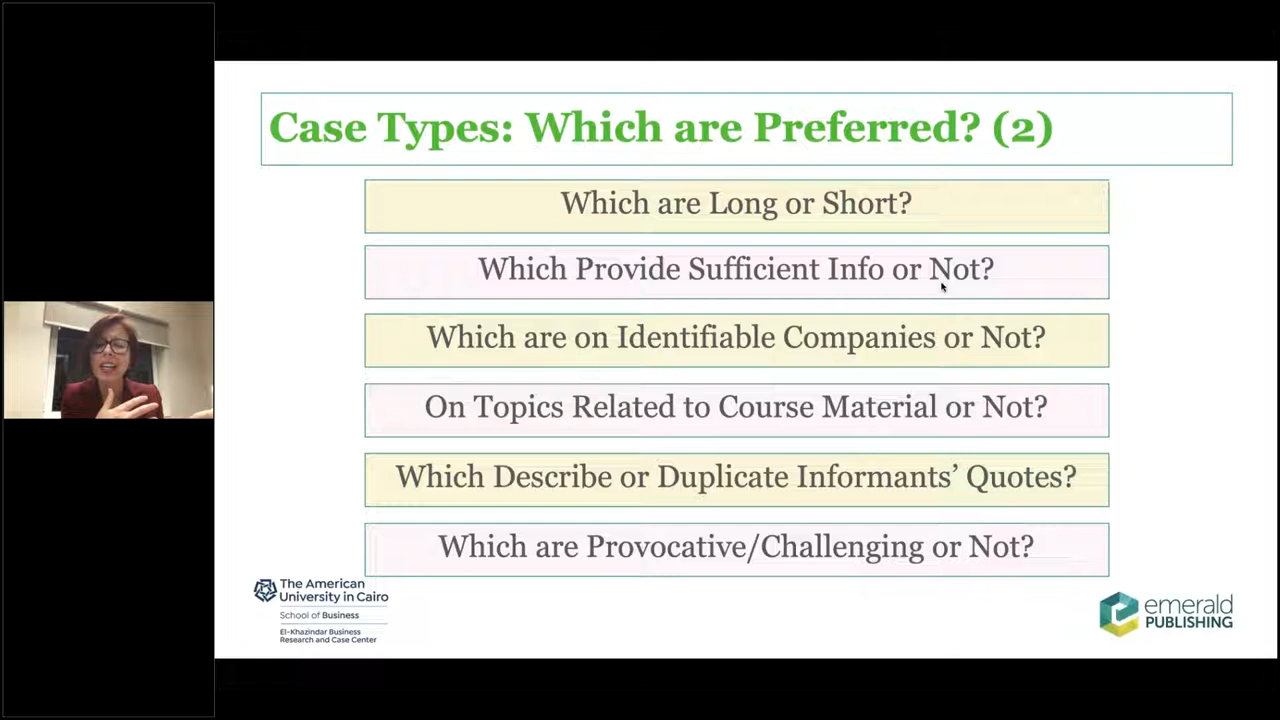 Case Types: Which are Preferred? (2)
Which are Long or Short?
Which Provide Sufficient Info or Not?
Which are on Identifiable Companies or Not?
On Topics Related to Course Material or Not?
Which Describe or Duplicate Informants’ Quotes?
Which are Provocative/Challenging or Not?
The American
University in Cairo
School of Business
El-Khazindar Business
Research and Case Center
emerald
PUBLISHING